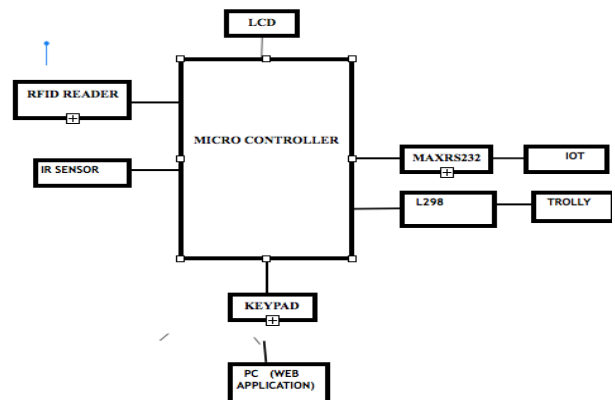 LCD
RFID READER
MICRO CONTROLLER
IR SENSOR
MAXRS232
IOT
L298
TROLLY
KEYPAD
PC (WEB
APPLICATION)